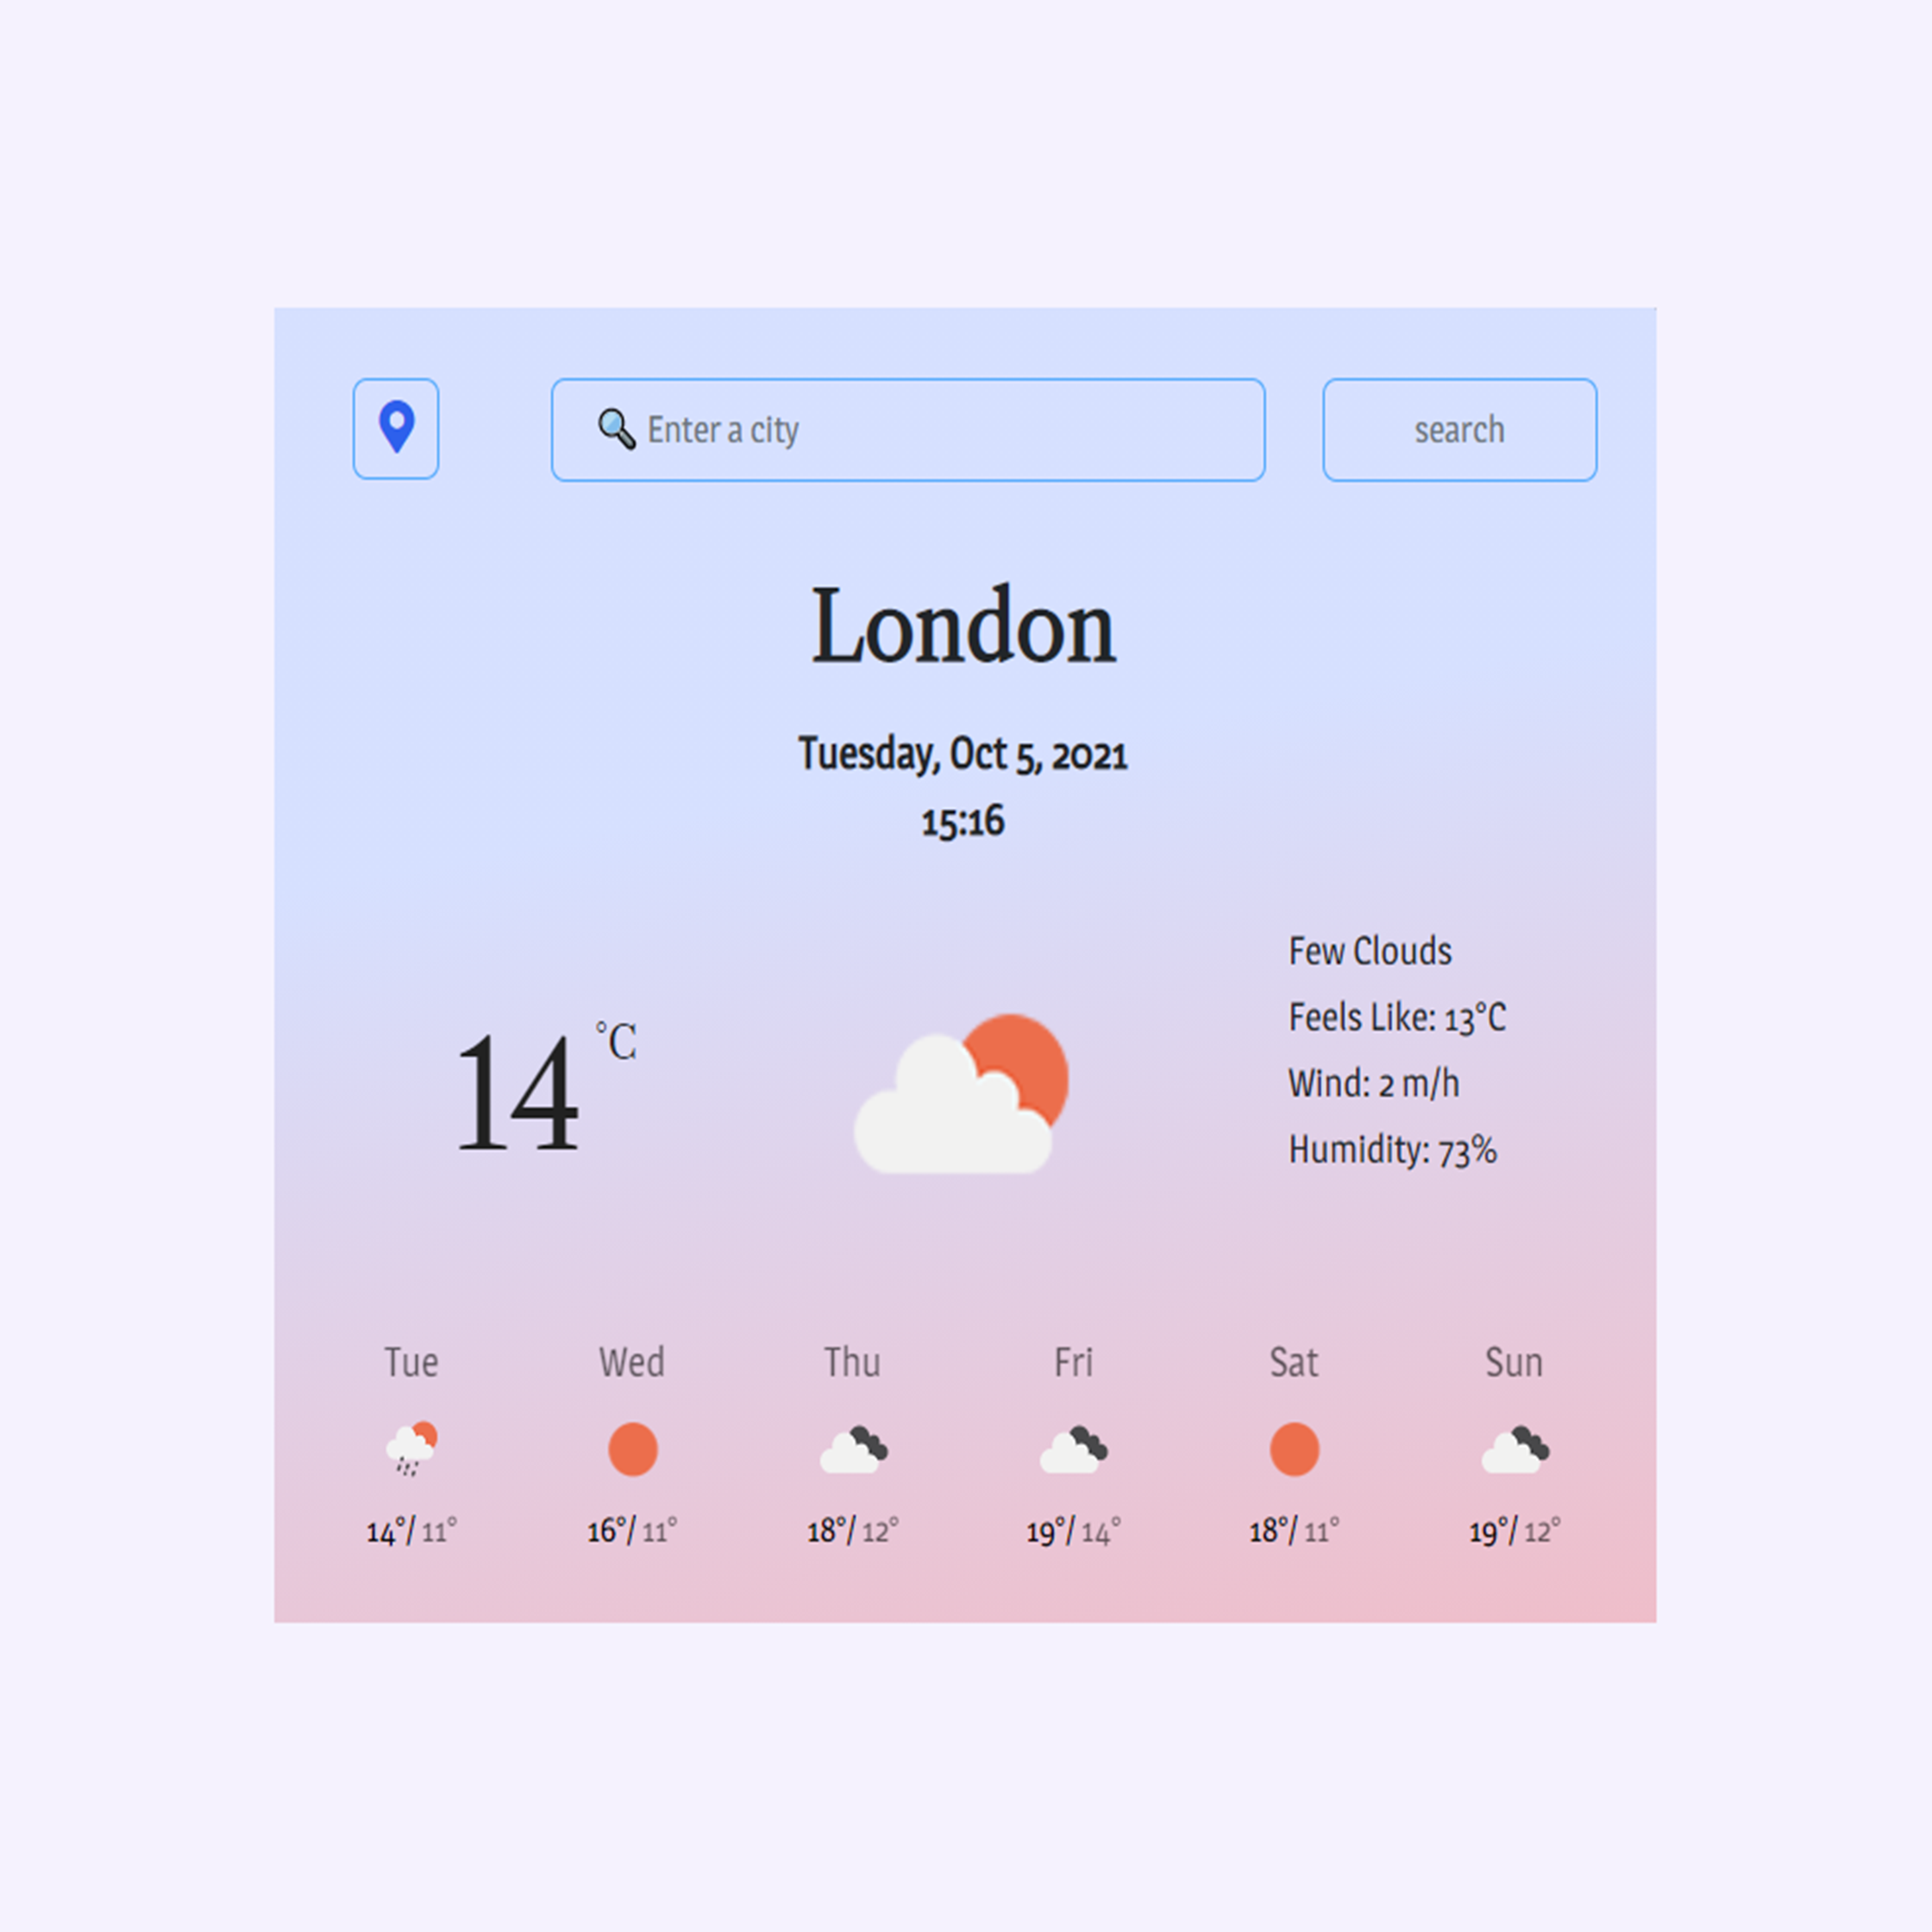 Enter a city
search
London
Tuesday, Oct 5, 2021
15:16
14 °C
Few Clouds
Feels Like: 13°C
Wind: 2 m/h
Humidity: 73%
Tue Wed Thu Fri Sat Sun
14°/ 11° 16°/ 11° 18°/ 12° 19°/ 14° 18°/ 11° 19°/ 12°